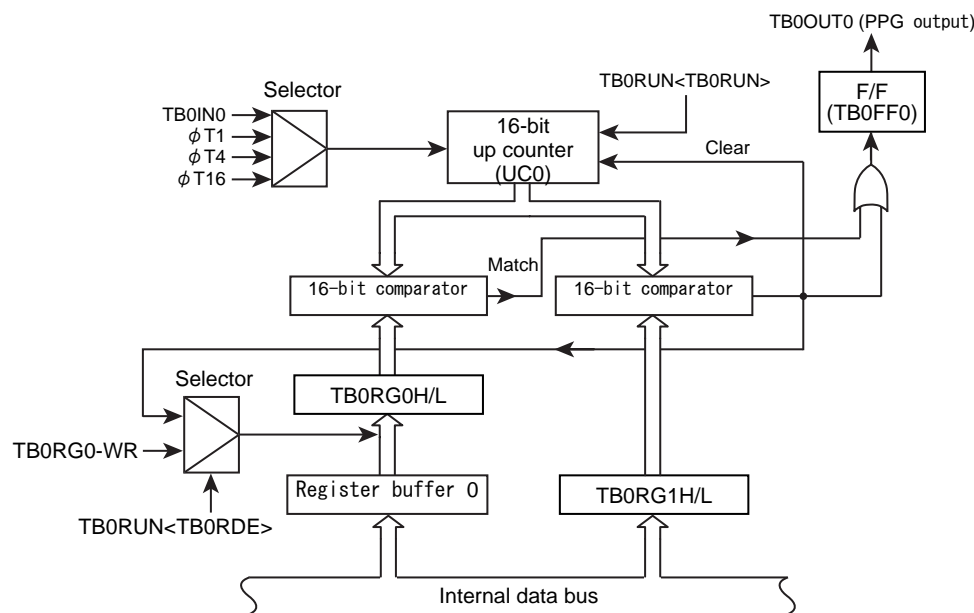 TB0OUT0 (PPG output)
TB0RUN<TB0RUN>
Selector
F/F
(TB0FF0)
TB0IN0
φT1
φT4
φT16
16-bit
up counter
(UC0)
Clear
Match
16-bit comparator
16-bit comparator
Selector
TB0RG0H/L
TB0RG0-WR
Register buffer 0
TB0RG1H/L
TB0RUN<TB0RDE>
Internal data bus